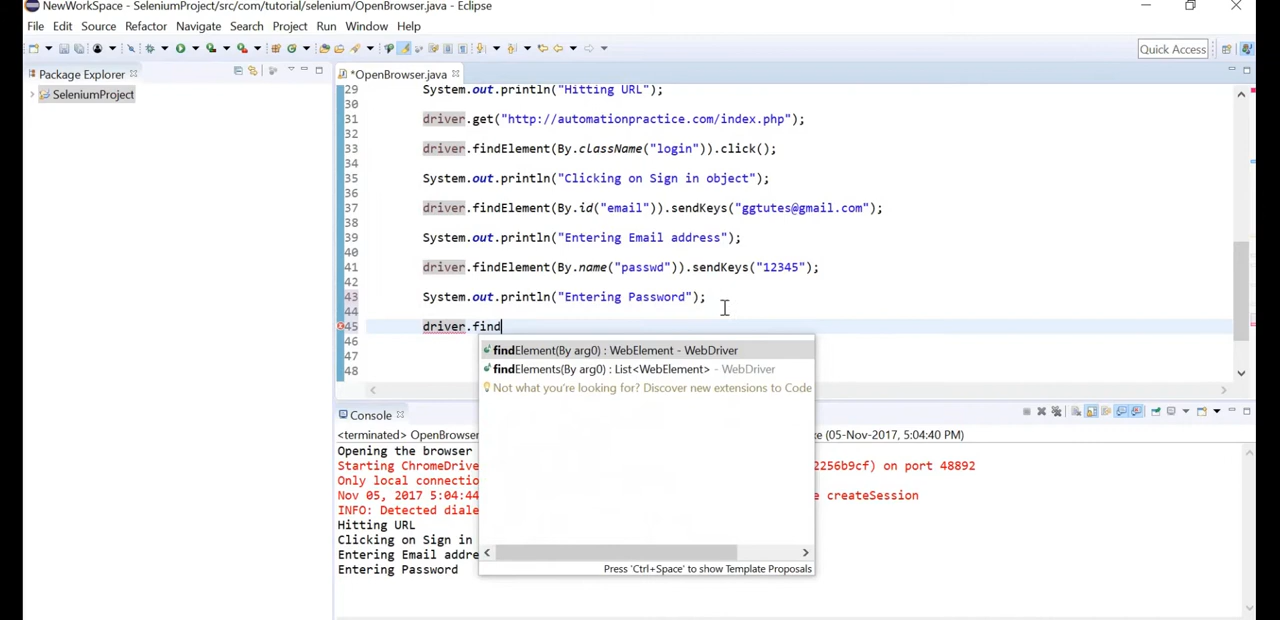 NewWorkSpace - SeleniumProject/src/com/tutorial/selenium/OpenBrowser.java - Eclipse
File Edit Source Refactor Navigate Search Project Run Window Help
Quick Access
Package Explorer
*OpenBrowser.java
SeleniumProject
29 System.out.println("Hitting URL");
30
31 driver.get("http://automationpractice.com/index.php");
32
33 driver.findElement(By.className("login")).click();
34
35 System.out.println("Clicking on Sign in object");
36
37 driver.findElement(By.id("email")).sendKeys("ggtutes@gmail.com");
38
39 System.out.println("Entering Email address");
40
41 driver.findElement(By.name("passwd")).sendKeys("12345");
42
43 System.out.println("Entering Password");
44
45 driver.find
46
47
48
findElement(By arg0) : WebElement - WebDriver
findElements(By arg0) : List<WebElement> - WebDriver
Not what you're looking for? Discover new extensions to Code
Press 'Ctrl+Space' to show Template Proposals
Console
<terminated> OpenBrowser (05-Nov-2017, 5:04:40 PM)
Opening the browser
Starting ChromeDrive 2256b9cf) on port 48892
Only local connectio
Nov 05, 2017 5:04:44 e createSession
INFO: Detected diale
Hitting URL
Clicking on Sign in
Entering Email addre
Entering Password